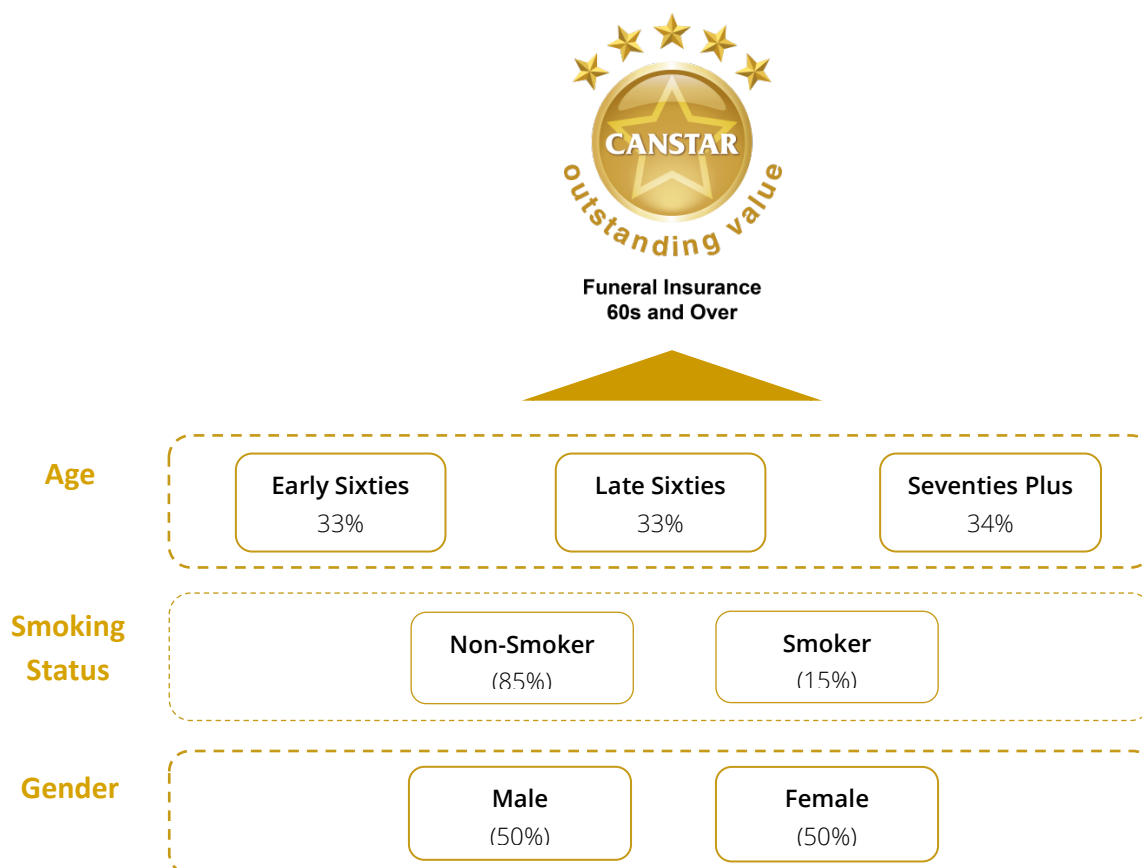 CANSTAR
outstanding value
Funeral Insurance
60s and Over
Age
Early Sixties
33%
Late Sixties
33%
Seventies Plus
34%
Smoking
Status
Non-Smoker
(85%)
Smoker
(15%)
Gender
Male
(50%)
Female
(50%)